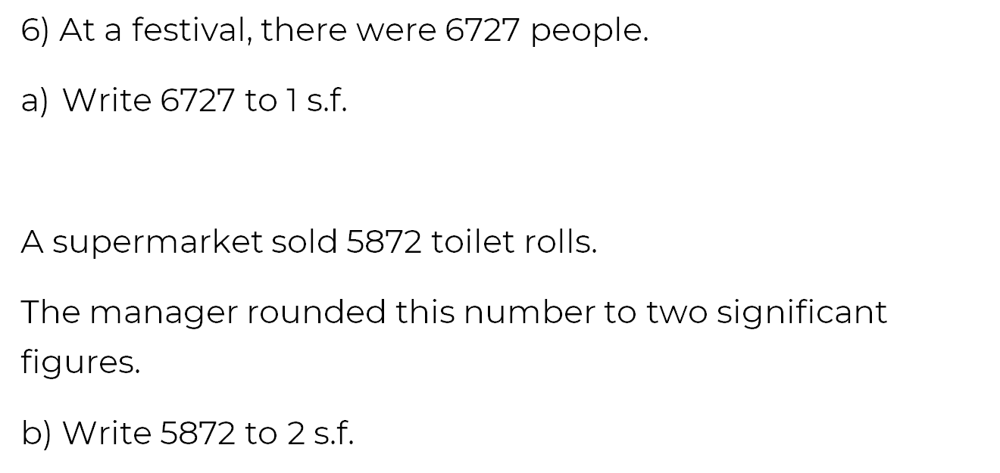 6) At a festival, there were 6727 people.
a) Write 6727 to 1 s.f.
A supermarket sold 5872 toilet rolls.
The manager rounded this number to two significant
figures.
b) Write 5872 to 2 s.f.